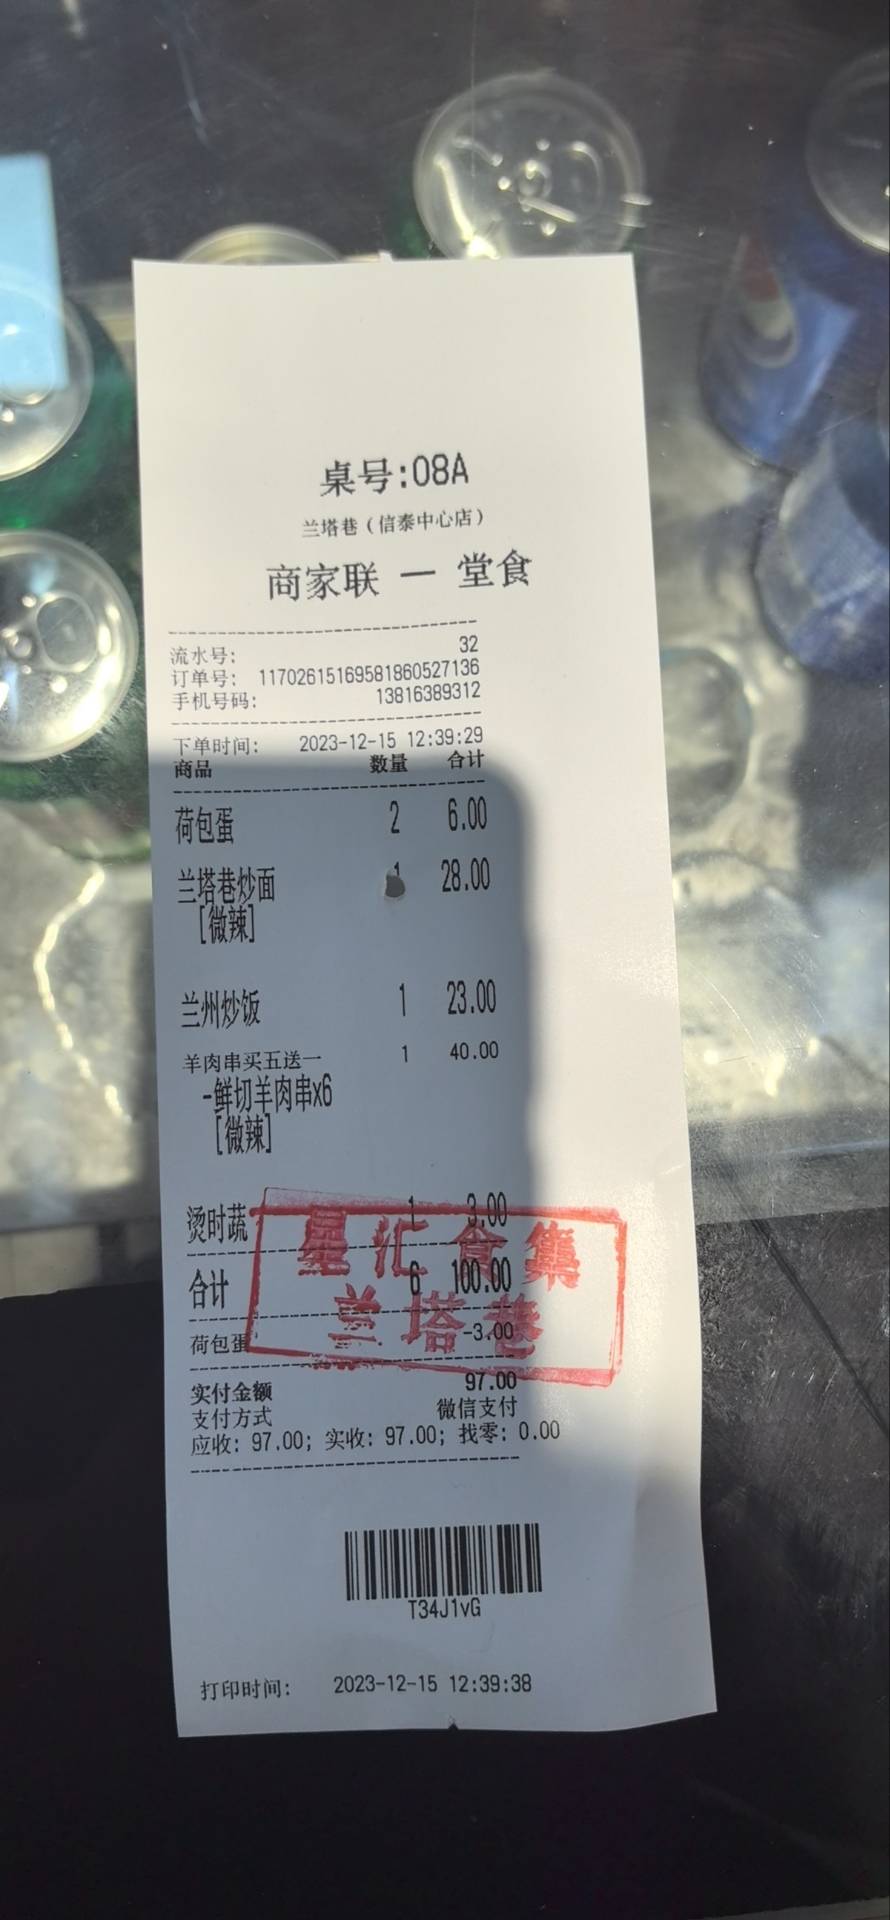 桌号:08A
兰塔巷(信泰中心店)
商家联 一 堂食
流水号: 32
订单号: 11702615169581860527136
手机号码: 13816389312
下单时间: 2023-12-15 12:39:29
商品 数量 合计
荷包蛋 2 6.00
兰塔巷炒面 1 28.00
[微辣]
兰州炒饭 1 23.00
羊肉串买五送一 1 40.00
-鲜切羊肉串x6
[微辣]
烫时蔬 1 3.00
星汇食集
合计 6 100.00
兰塔巷
荷包蛋 -3.00
实付金额 97.00
支付方式 微信支付
应收: 97.00; 实收: 97.00; 找零: 0.00
T34J1vG
打印时间: 2023-12-15 12:39:38